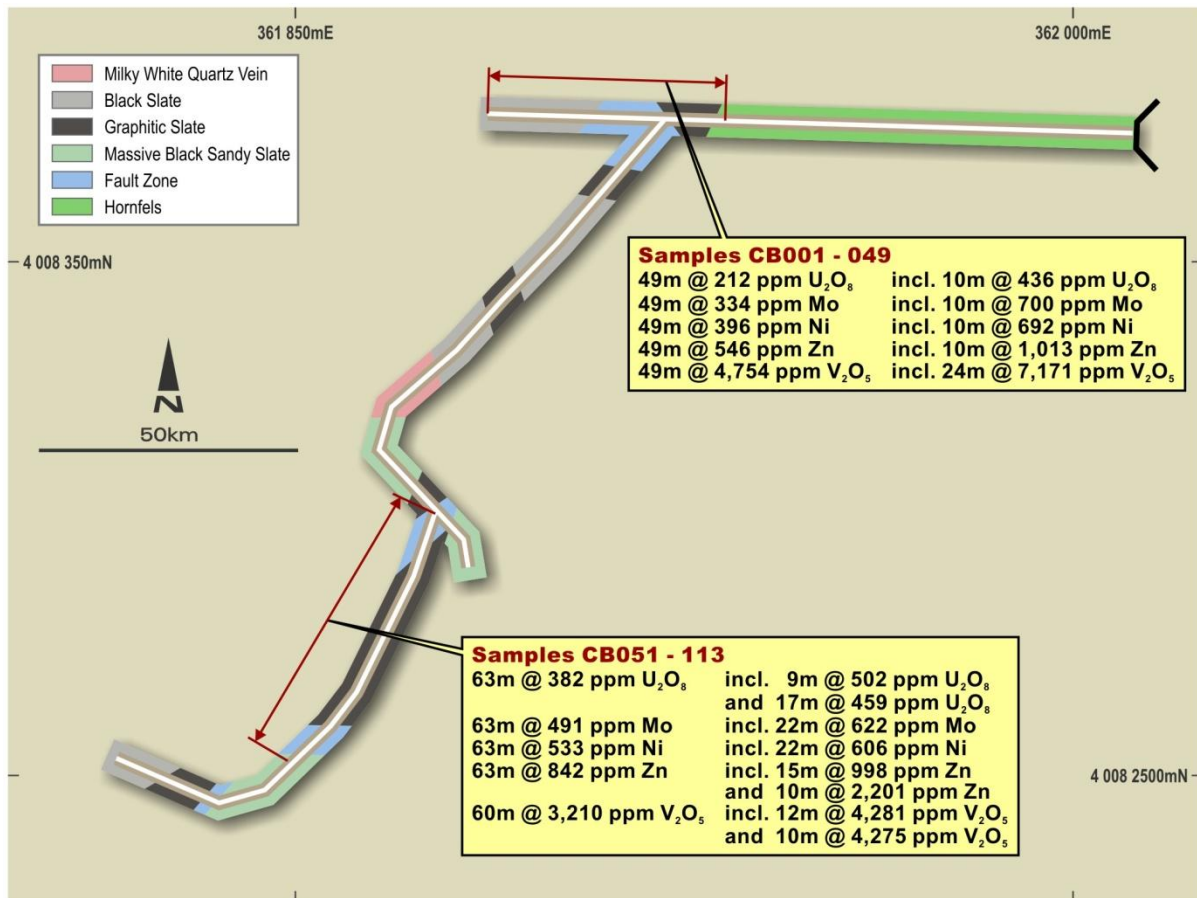 361 850mE
362 000mE
Milky White Quartz Vein
Black Slate
Graphitic Slate
Massive Black Sandy Slate
Fault Zone
Hornfels
4 008 350mN
Samples CB001 - 049
49m @ 212 ppm U₂O₈ incl. 10m @ 436 ppm U₂O₈
49m @ 334 ppm Mo incl. 10m @ 700 ppm Mo
49m @ 396 ppm Ni incl. 10m @ 692 ppm Ni
49m @ 546 ppm Zn incl. 10m @ 1,013 ppm Zn
49m @ 4,754 ppm V₂O₅ incl. 24m @ 7,171 ppm V₂O₅
N
50km
Samples CB051 - 113
63m @ 382 ppm U₂O₈ incl. 9m @ 502 ppm U₂O₈
and 17m @ 459 ppm U₂O₈
63m @ 491 ppm Mo incl. 22m @ 622 ppm Mo
63m @ 533 ppm Ni incl. 22m @ 606 ppm Ni
63m @ 842 ppm Zn incl. 15m @ 998 ppm Zn
and 10m @ 2,201 ppm Zn
60m @ 3,210 ppm V₂O₅ incl. 12m @ 4,281 ppm V₂O₅
and 10m @ 4,275 ppm V₂O₅
4 008 2500mN